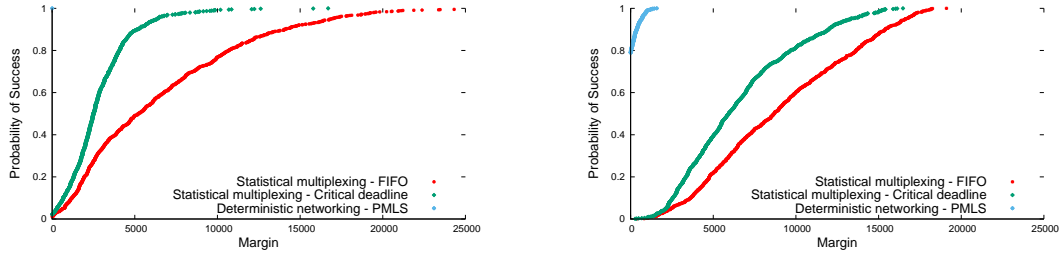 1
0.8
0.6
0.4
0.2
0
Probability of Success
Statistical multiplexing - FIFO
Statistical multiplexing - Critical deadline
Deterministic networking - PMLS
0 5000 10000 15000 20000 25000
Margin
1
0.8
0.6
0.4
0.2
0
Probability of Success
Statistical multiplexing - FIFO
Statistical multiplexing - Critical deadline
Deterministic networking - PMLS
0 5000 10000 15000 20000 25000
Margin